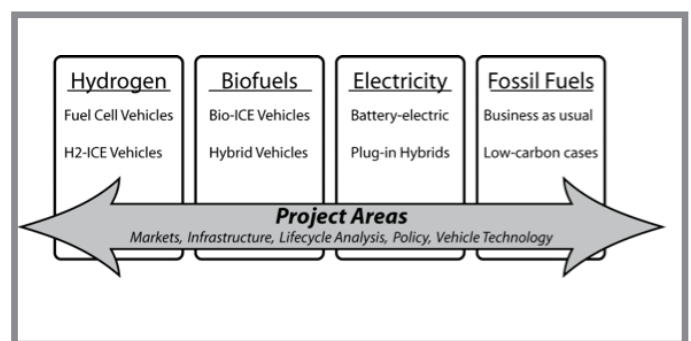 Hydrogen
Fuel Cell Vehicles
H2-ICE Vehicles
Biofuels
Bio-ICE Vehicles
Hybrid Vehicles
Electricity
Battery-electric
Plug-in Hybrids
Fossil Fuels
Business as usual
Low-carbon cases
Project Areas
Markets, Infrastructure, Lifecycle Analysis, Policy, Vehicle Technology